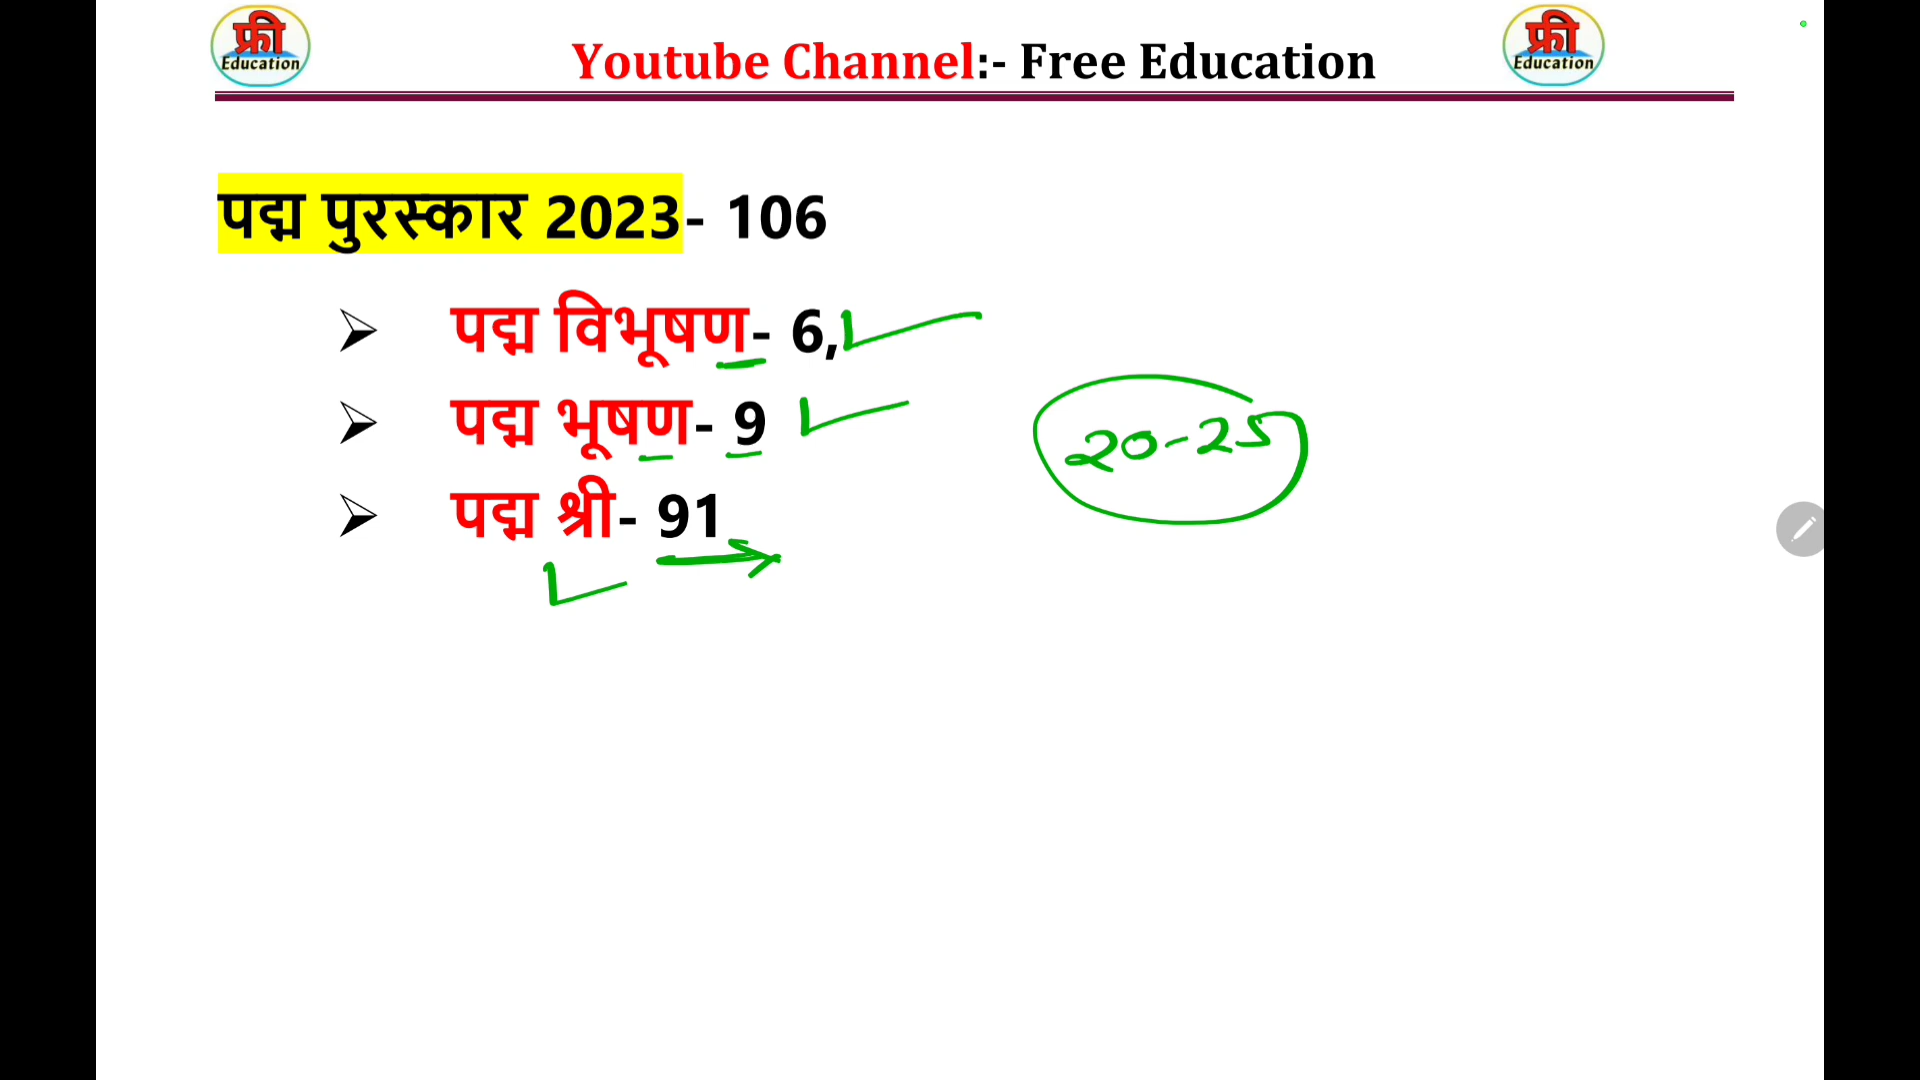 फ्री
Education
Youtube Channel:- Free Education
फ्री
Education
पद्म पुरस्कार 2023- 106
पद्म विभूषण- 6,
पद्म भूषण- 9
20-25
पद्म श्री- 91